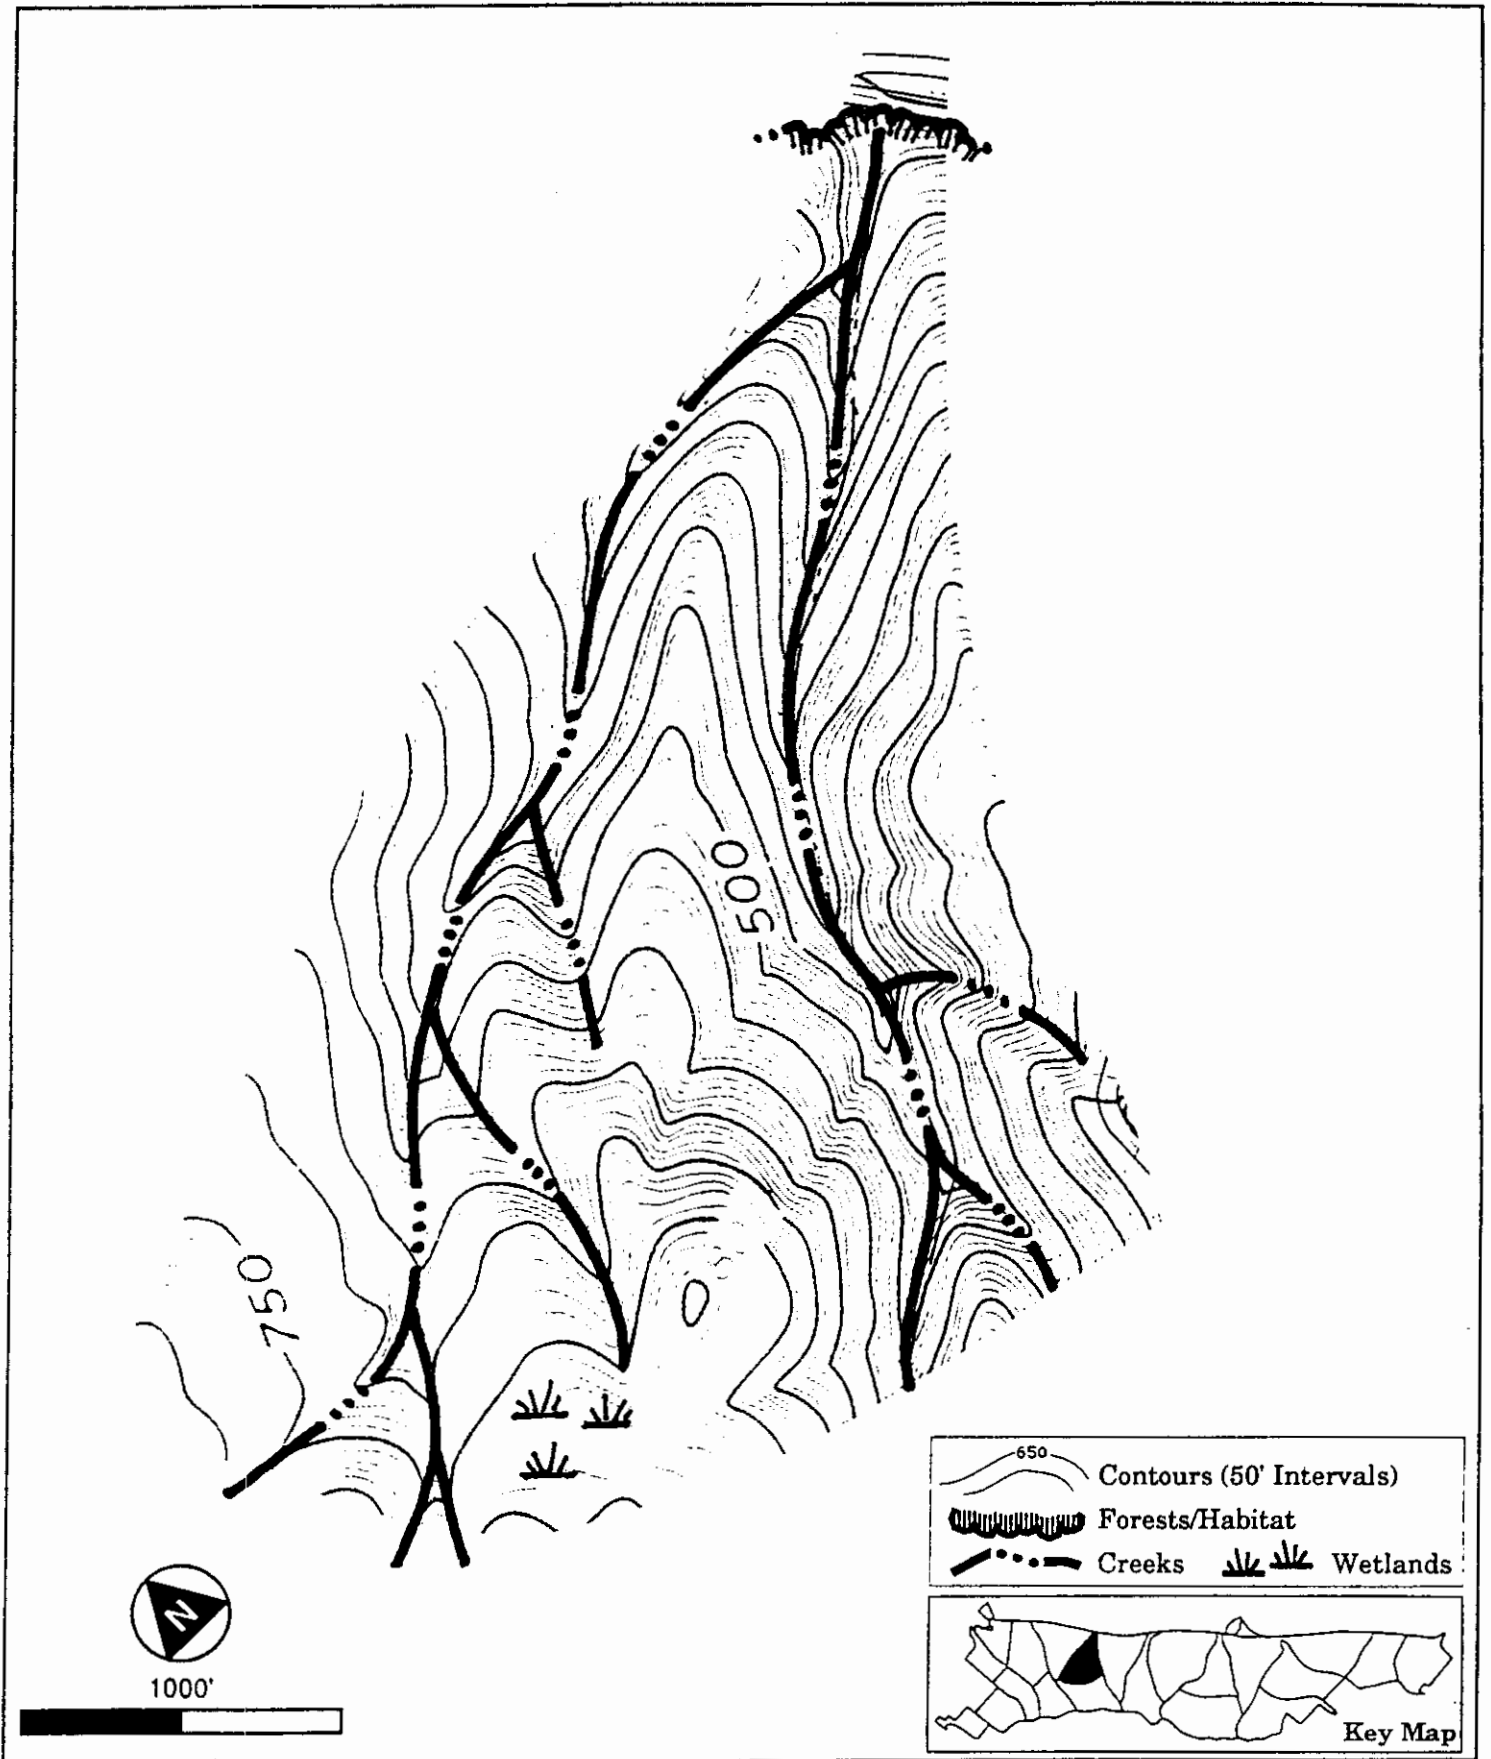 500
750
650
Contours (50' Intervals)
Forests/Habitat
Creeks Wetlands
N
1000'
Key Map